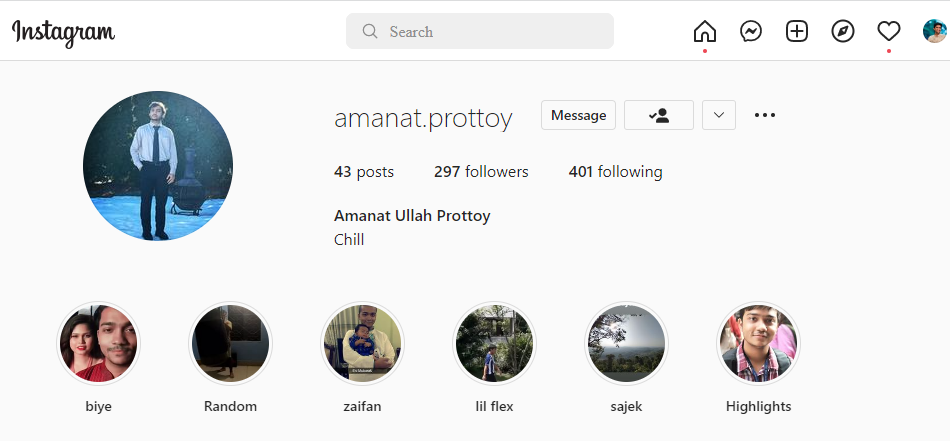 Instagram
Search
amanat.prottoy
Message
43 posts 297 followers 401 following
Amanat Ullah Prottoy
Chill
biye Random zaifan lil flex sajek Highlights